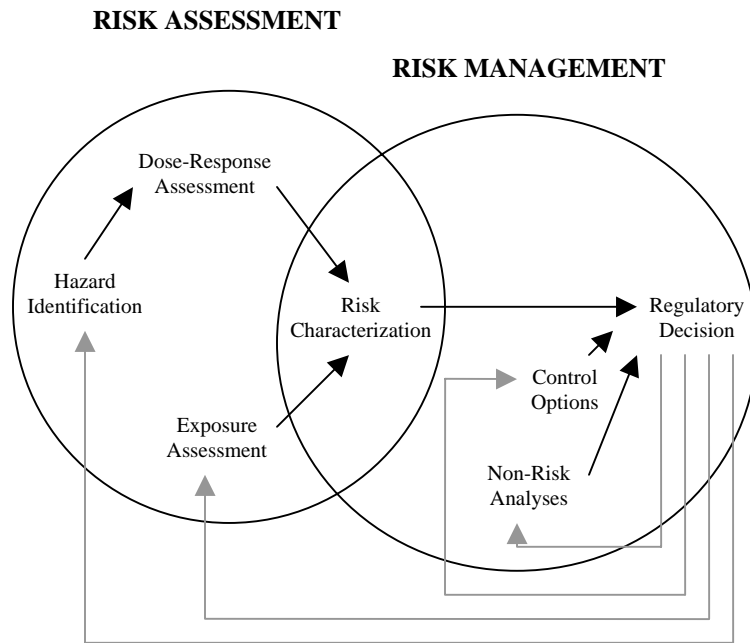 RISK ASSESSMENT
RISK MANAGEMENT
Dose-Response
Assessment
Hazard
Identification
Risk
Characterization
Regulatory
Decision
Control
Options
Exposure
Assessment
Non-Risk
Analyses